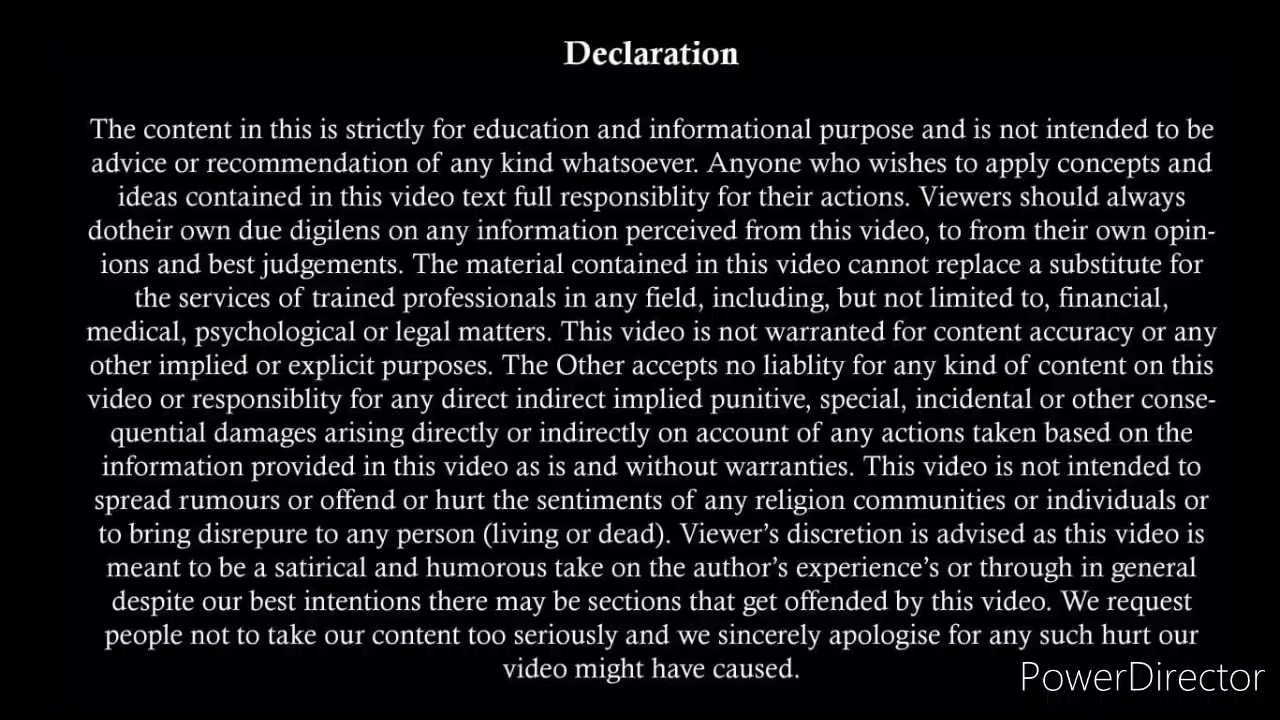 Declaration
The content in this is strictly for education and informational purpose and is not intended to be
advice or recommendation of any kind whatsoever. Anyone who wishes to apply concepts and
ideas contained in this video text full responsiblity for their actions. Viewers should always
dotheir own due digilens on any information perceived from this video, to from their own opin-
ions and best judgements. The material contained in this video cannot replace a substitute for
the services of trained professionals in any field, including, but not limited to, financial,
medical, psychological or legal matters. This video is not warranted for content accuracy or any
other implied or explicit purposes. The Other accepts no liablity for any kind of content on this
video or responsiblity for any direct indirect implied punitive, special, incidental or other conse-
quential damages arising directly or indirectly on account of any actions taken based on the
information provided in this video as is and without warranties. This video is not intended to
spread rumours or offend or hurt the sentiments of any religion communities or individuals or
to bring disrepure to any person (living or dead). Viewer’s discretion is advised as this video is
meant to be a satirical and humorous take on the author’s experience’s or through in general
despite our best intentions there may be sections that get offended by this video. We request
people not to take our content too seriously and we sincerely apologise for any such hurt our
video might have caused.
PowerDirector